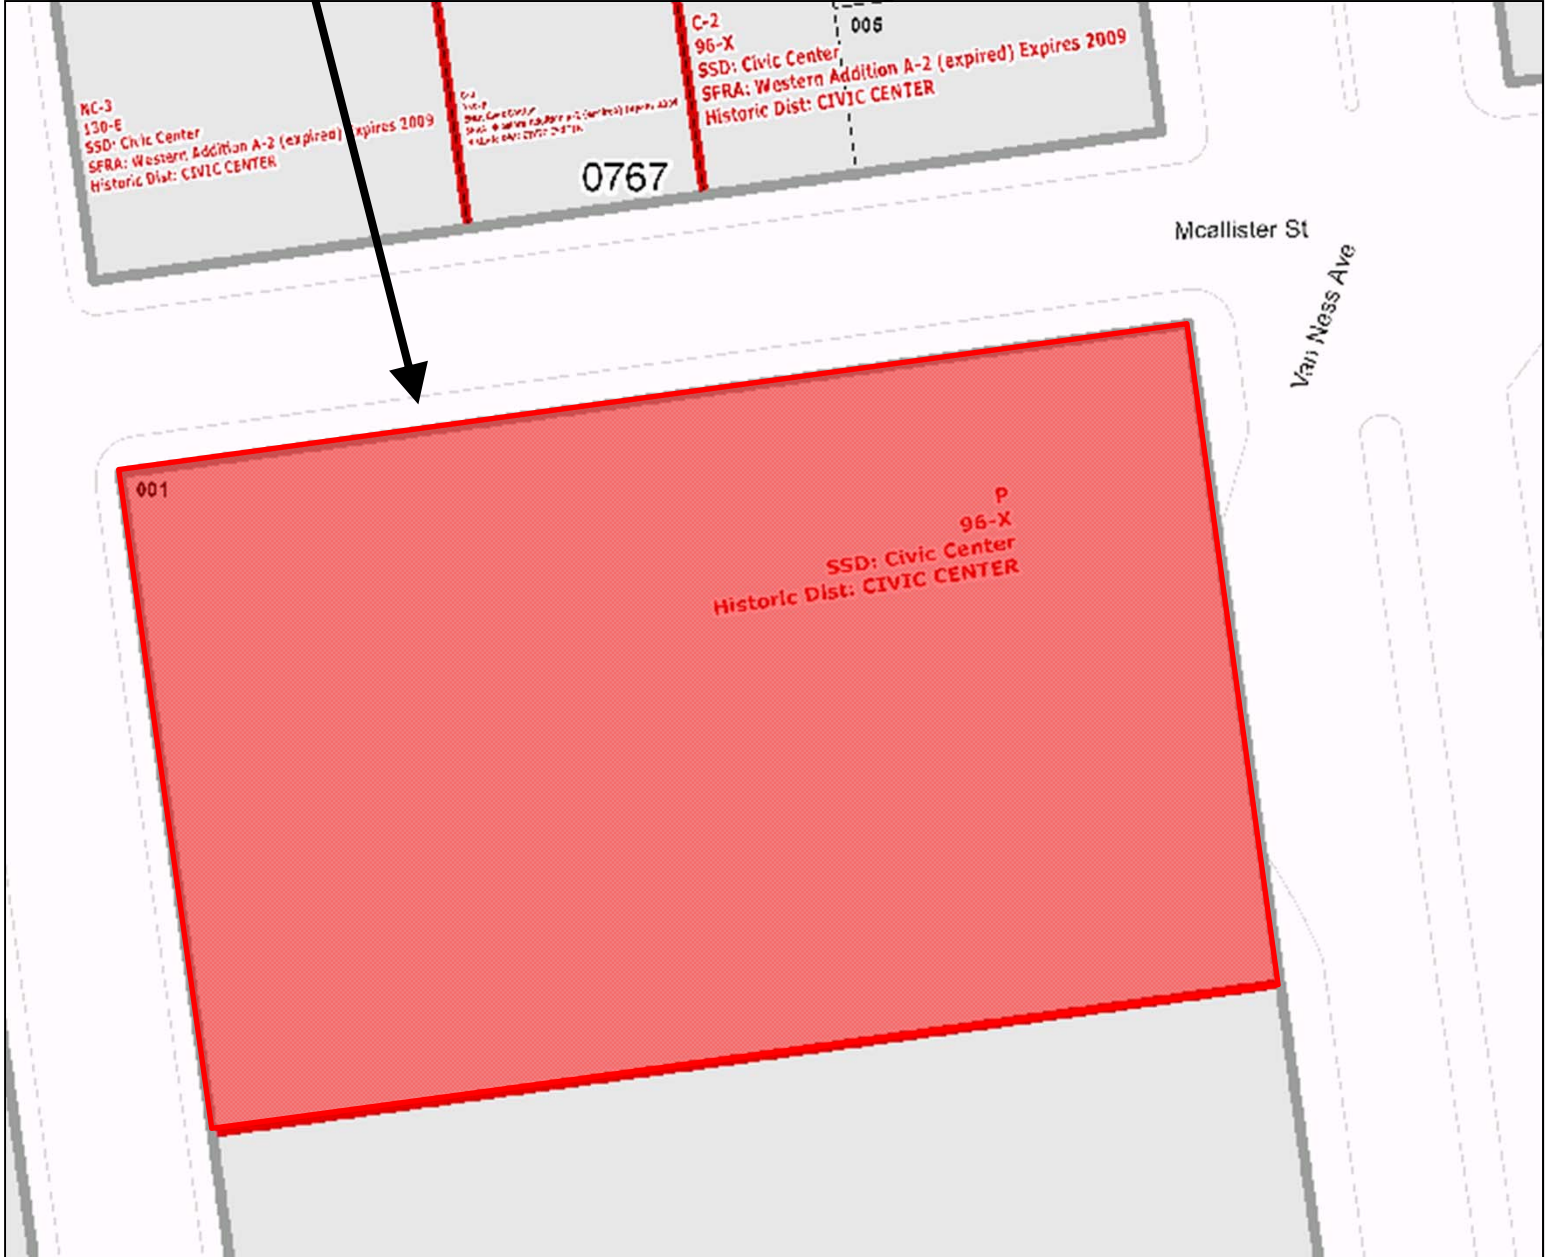 C-2
96-X
SSD: Civic Center
SFRA: Western Addition A-2 (expired) Expires 2009
Historic Dist: CIVIC CENTER
006
NC-3
130-E
SSD: Civic Center
SFRA: Western Addition A-2 (expired) Expires 2009
Historic Dist: CIVIC CENTER
0767
Mcallister St
Van Ness Ave
001
P
96-X
SSD: Civic Center
Historic Dist: CIVIC CENTER